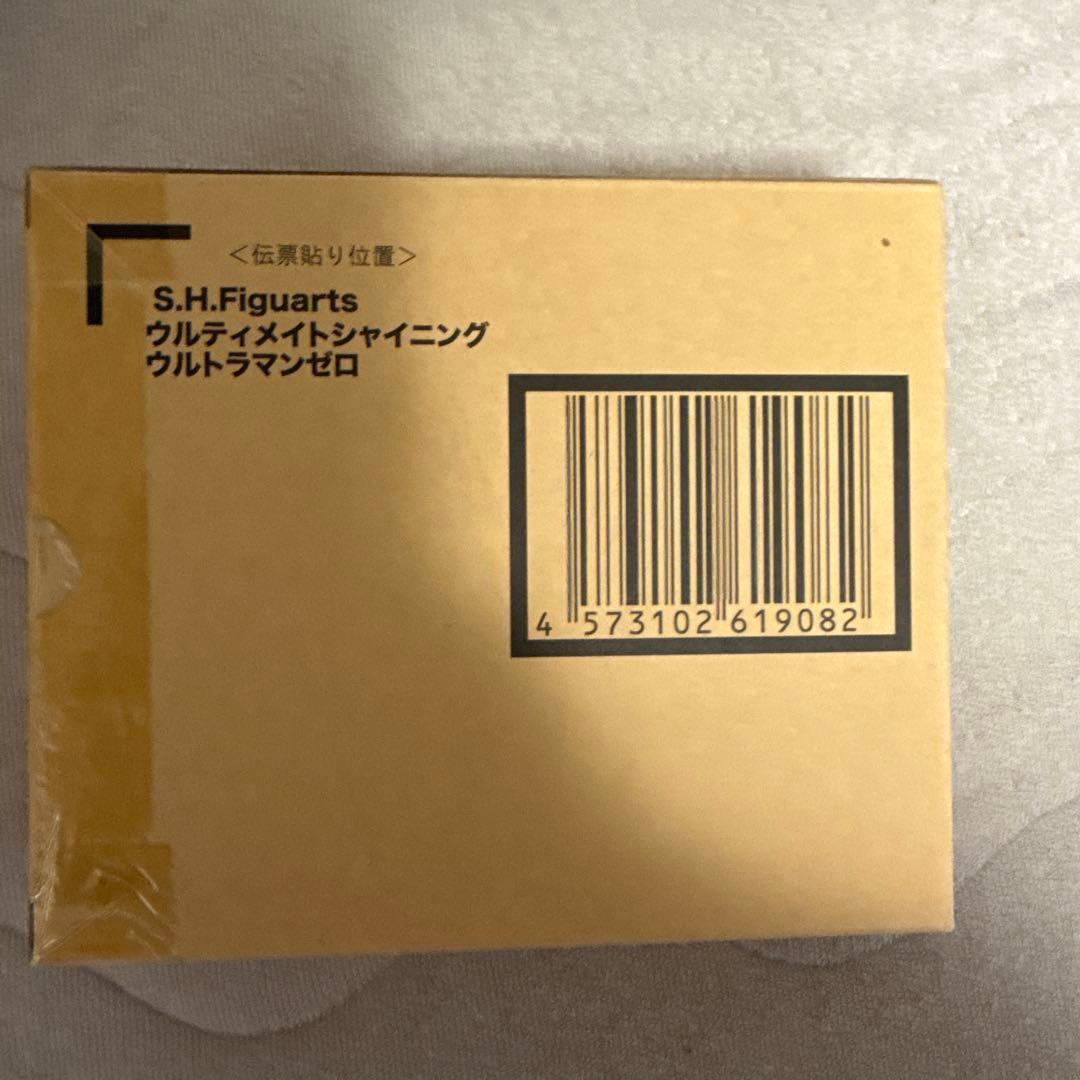 ＜伝票貼り位置＞
S.H.Figuarts
ウルティメイトシャイニング
ウルトラマンゼロ
4 573102 619082